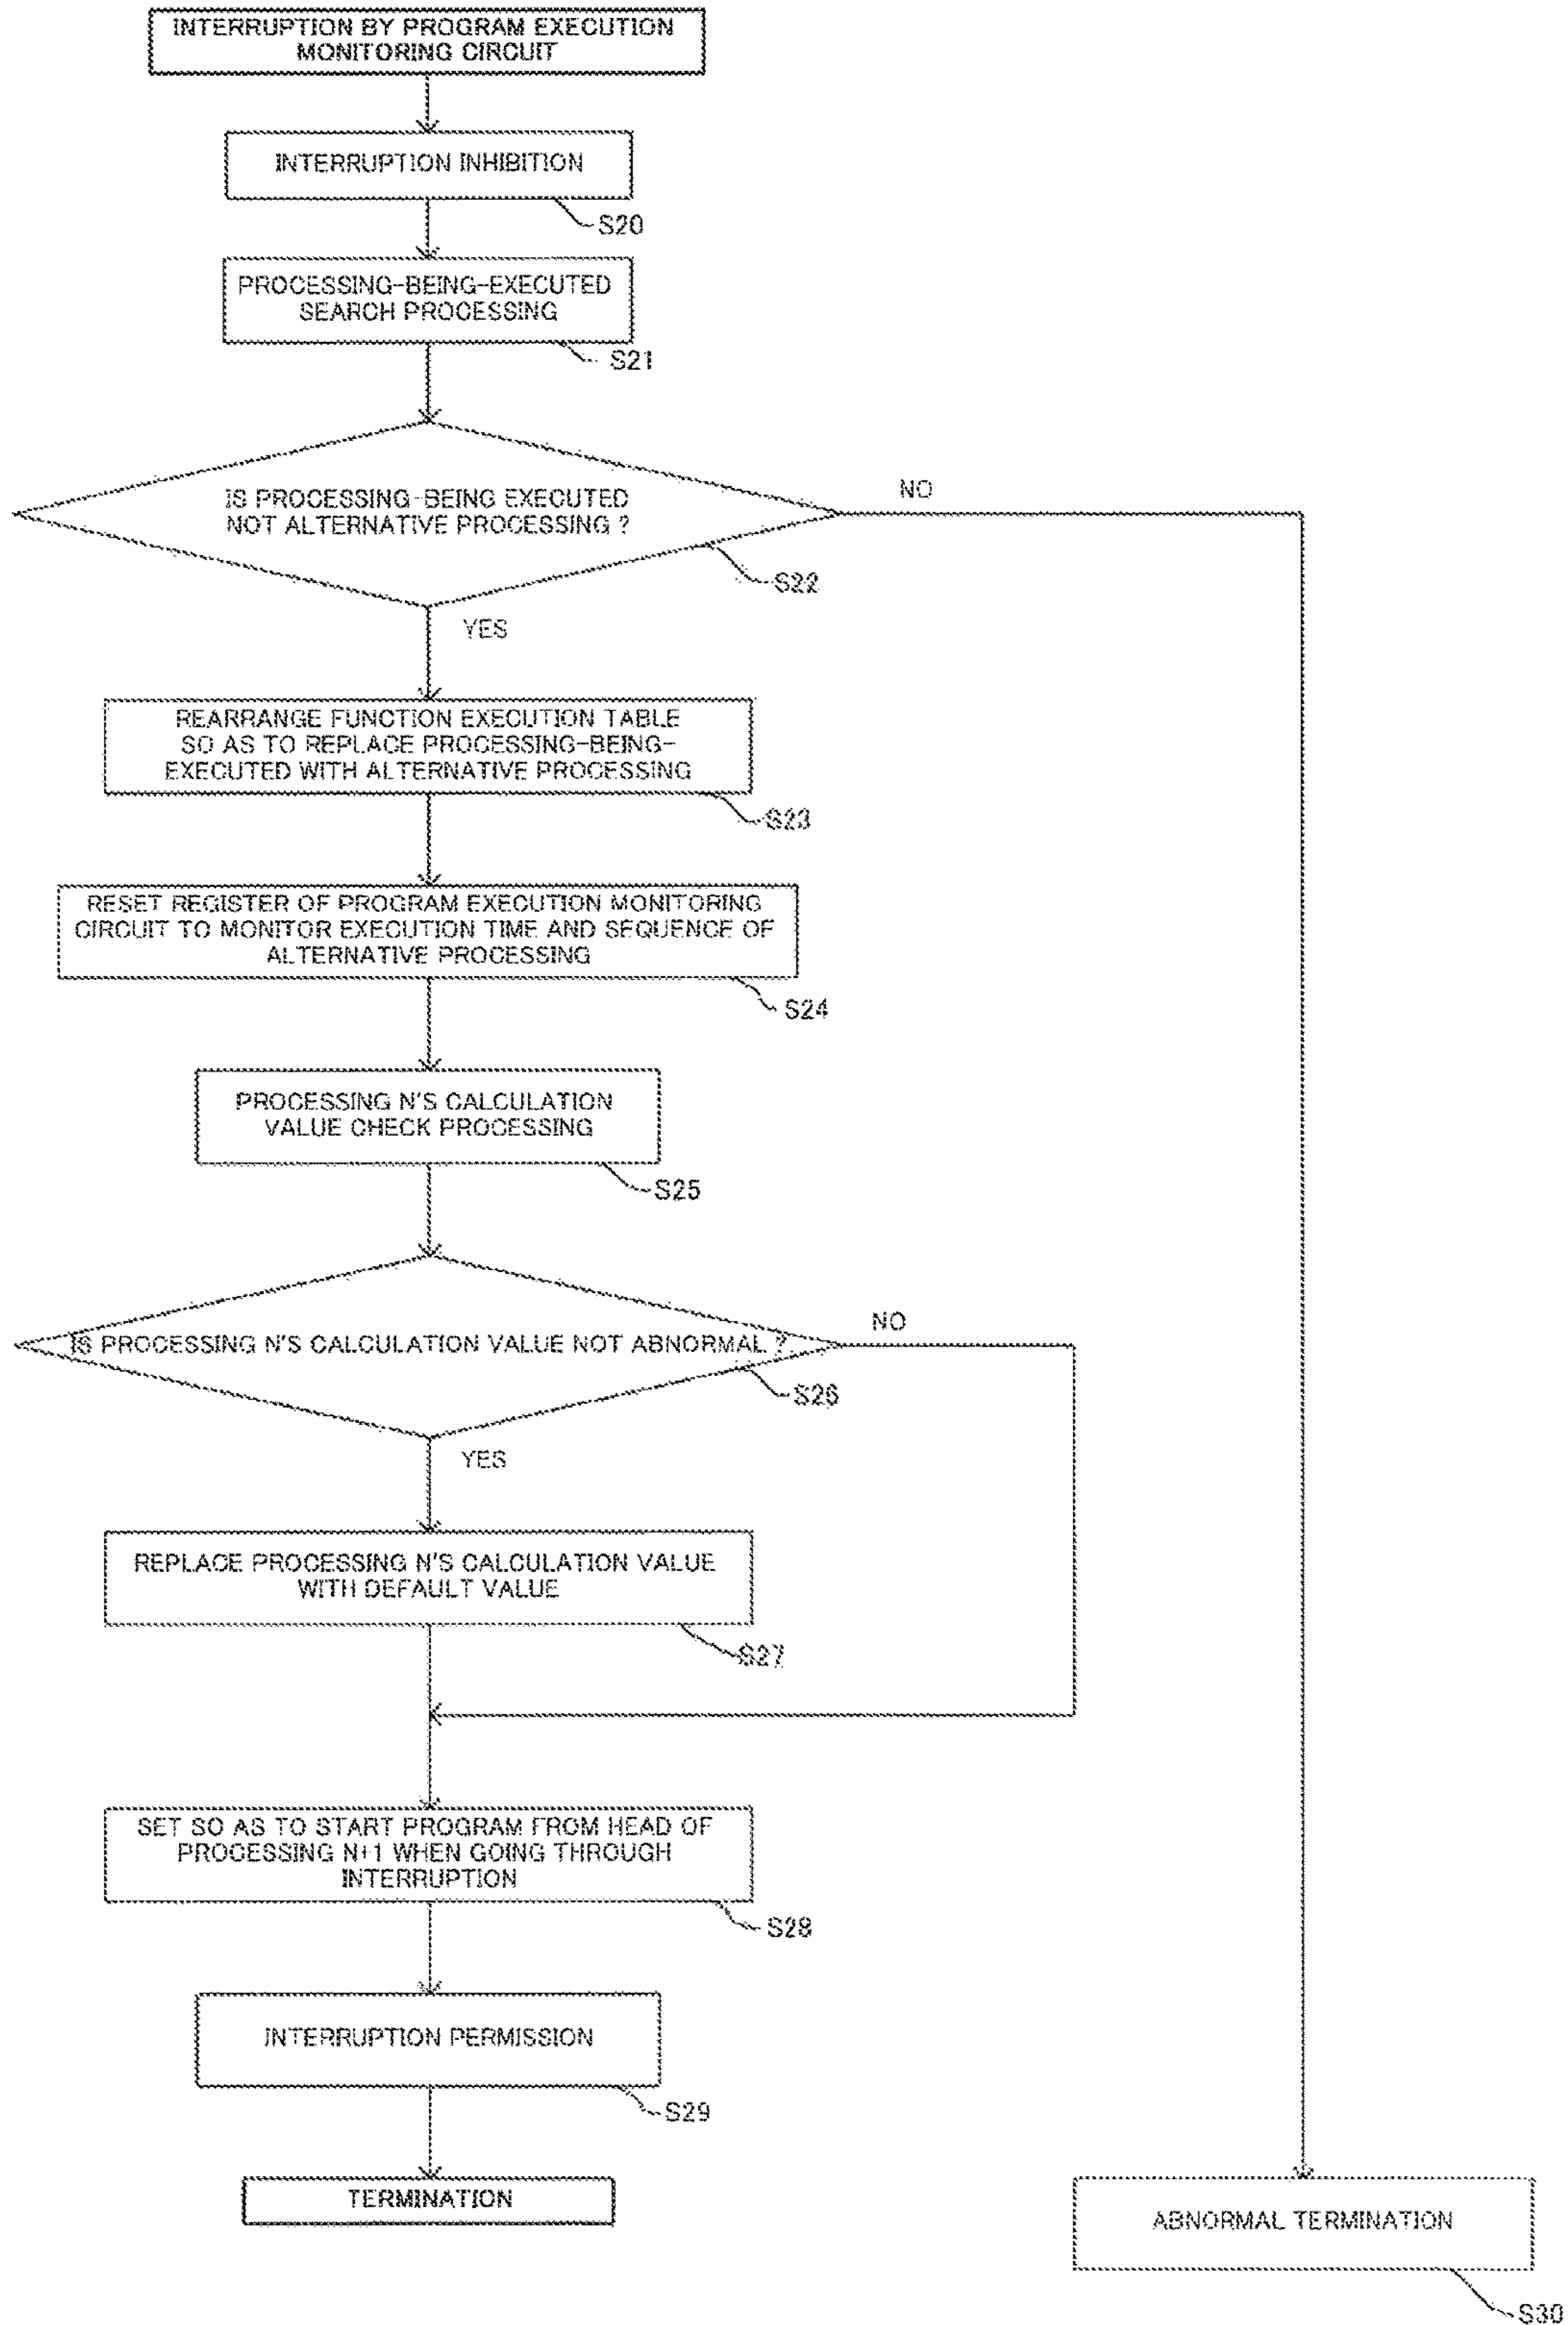 INTERRUPTION BY PROGRAM EXECUTION
MONITORING CIRCUIT
INTERRUPTION INHIBITION
S20
PROCESSING-BEING-EXECUTED
SEARCH PROCESSING
S21
IS PROCESSING-BEING EXECUTED
NOT ALTERNATIVE PROCESSING ?
NO
S22
YES
REARRANGE FUNCTION EXECUTION TABLE
SO AS TO REPLACE PROCESSING-BEING-
EXECUTED WITH ALTERNATIVE PROCESSING
S23
RESET REGISTER OF PROGRAM EXECUTION MONITORING
CIRCUIT TO MONITOR EXECUTION TIME AND SEQUENCE OF
ALTERNATIVE PROCESSING
S24
PROCESSING N'S CALCULATION
VALUE CHECK PROCESSING
S25
IS PROCESSING N'S CALCULATION VALUE NOT ABNORMAL ?
NO
S26
YES
REPLACE PROCESSING N'S CALCULATION VALUE
WITH DEFAULT VALUE
S27
SET SO AS TO START PROGRAM FROM HEAD OF
PROCESSING N+1 WHEN GOING THROUGH
INTERRUPTION
S28
INTERRUPTION PERMISSION
S29
TERMINATION
ABNORMAL TERMINATION
S30